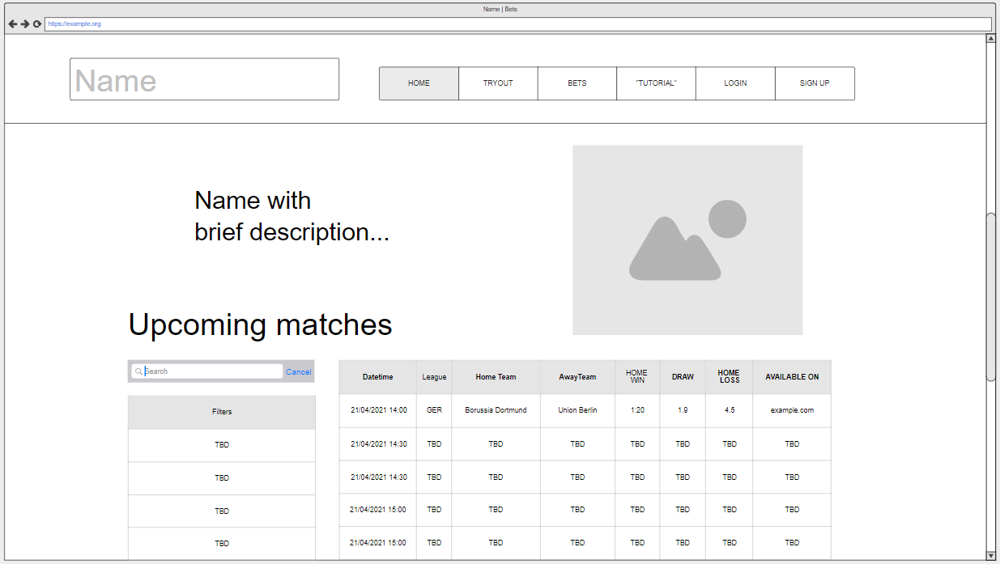 Name | Bets
https://example.org
Name
HOME TRYOUT BETS "TUTORIAL" LOGIN SIGN UP
Name with
brief description...
Upcoming matches
Search Cancel
Filters
TBD
TBD
TBD
TBD
Datetime League Home Team AwayTeam HOME WIN DRAW HOME LOSS AVAILABLE ON
21/04/2021 14:00 GER Borussia Dortmund Union Berlin 1:20 1.9 4.5 example.com
21/04/2021 14:30 TBD TBD TBD TBD TBD TBD TBD
21/04/2021 14:30 TBD TBD TBD TBD TBD TBD TBD
21/04/2021 15:00 TBD TBD TBD TBD TBD TBD TBD
21/04/2021 15:00 TBD TBD TBD TBD TBD TBD TBD